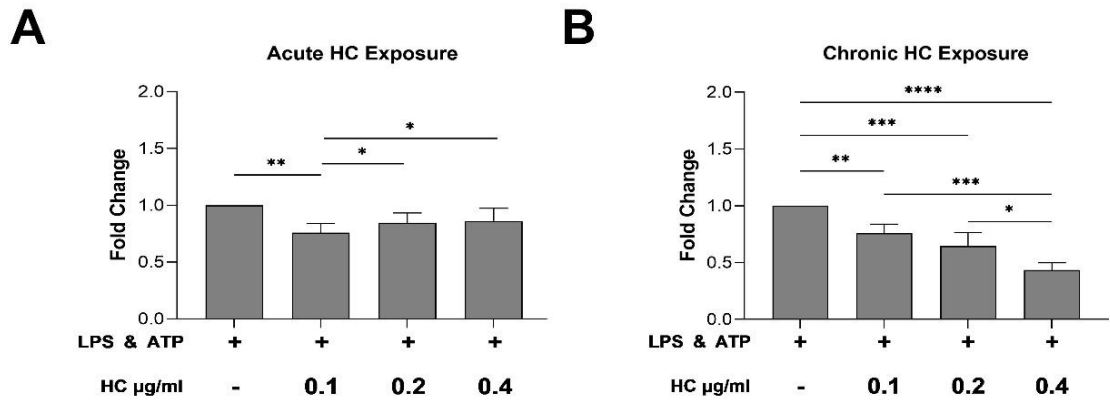 A
Acute HC Exposure
2.0
1.5
1.0
0.5
0.0
Fold Change
*
** *
LPS & ATP + + + +
HC µg/ml - 0.1 0.2 0.4
B
Chronic HC Exposure
2.0
1.5
1.0
0.5
0.0
Fold Change
****
***
** ***
*
+ + + +
HC µg/ml - 0.1 0.2 0.4